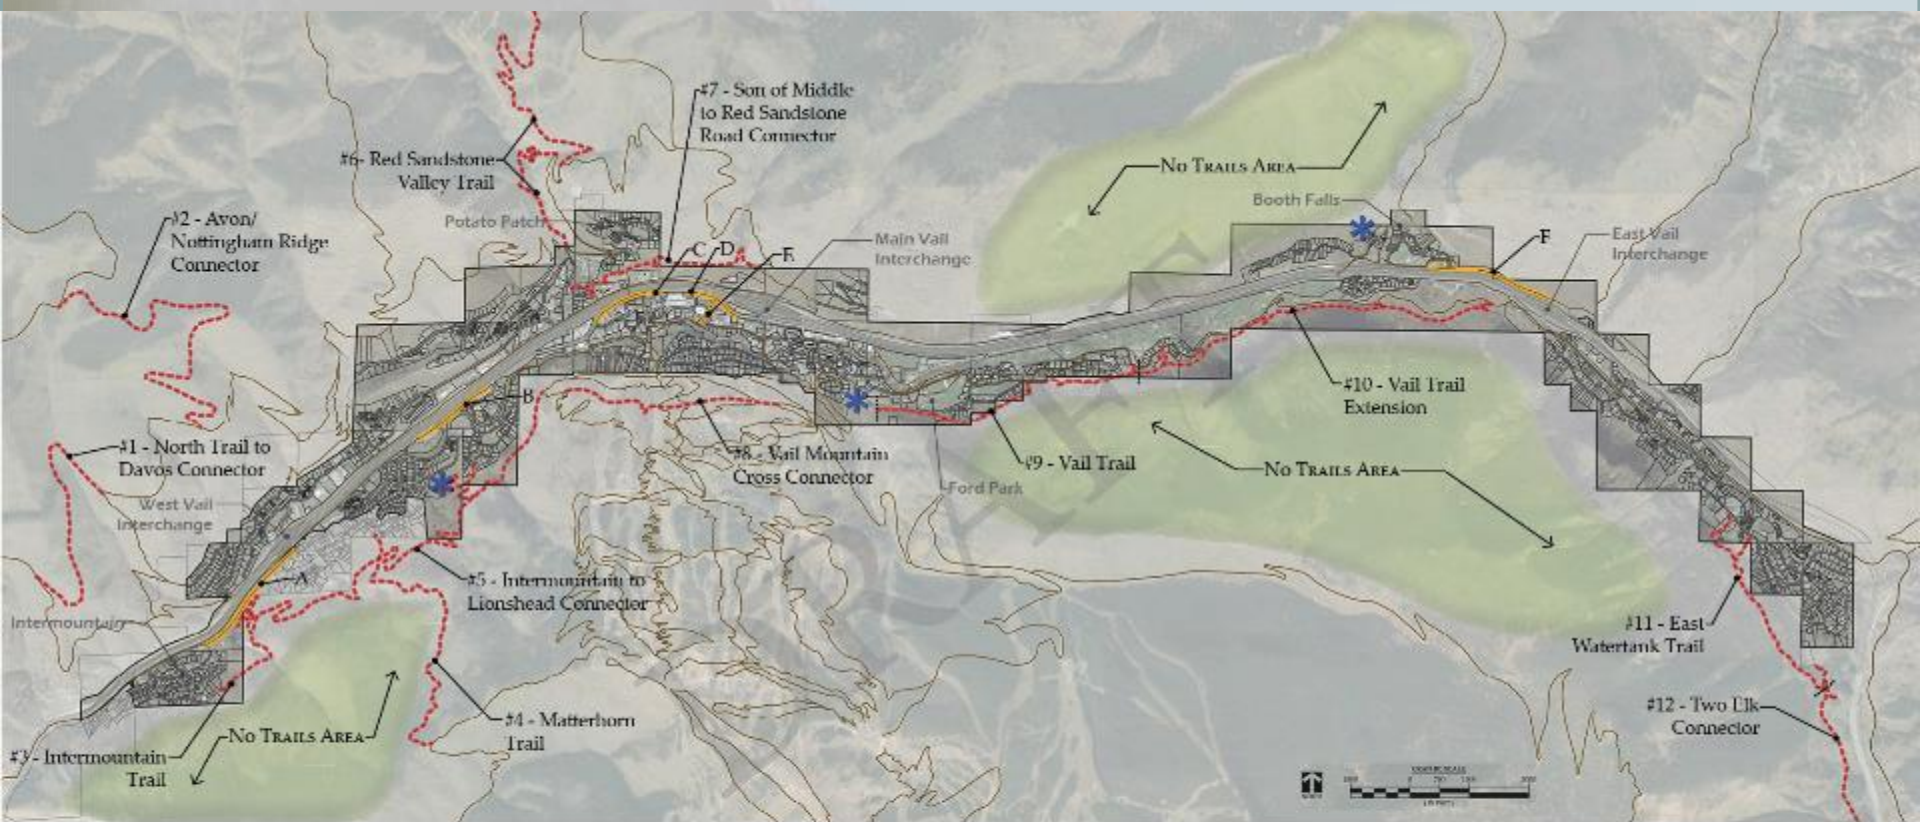 #7 - Son of Middle
to Red Sandstone
Road Connector
#6- Red Sandstone
Valley Trail
No Trails Area
Booth Falls
#2 - Avon/
Nottingham Ridge
Connector
Potato Patch
C
D
E
Main Vail
Interchange
F
East Vail
Interchange
B
#10 - Vail Trail
Extension
#1 - North Trail to
Davos Connector
#8 - Vail Mountain
Cross Connector
#9 - Vail Trail
No Trails Area
Ford Park
West Vail
Interchange
A
#5 - Intermountain to
Lionshead Connector
Intermountain
#11 - East
Watertank Trail
#4 - Matterhorn
Trail
No Trails Area
#3 - Intermountain
Trail
#12 - Two Elk
Connector
DRAFT
NORTH